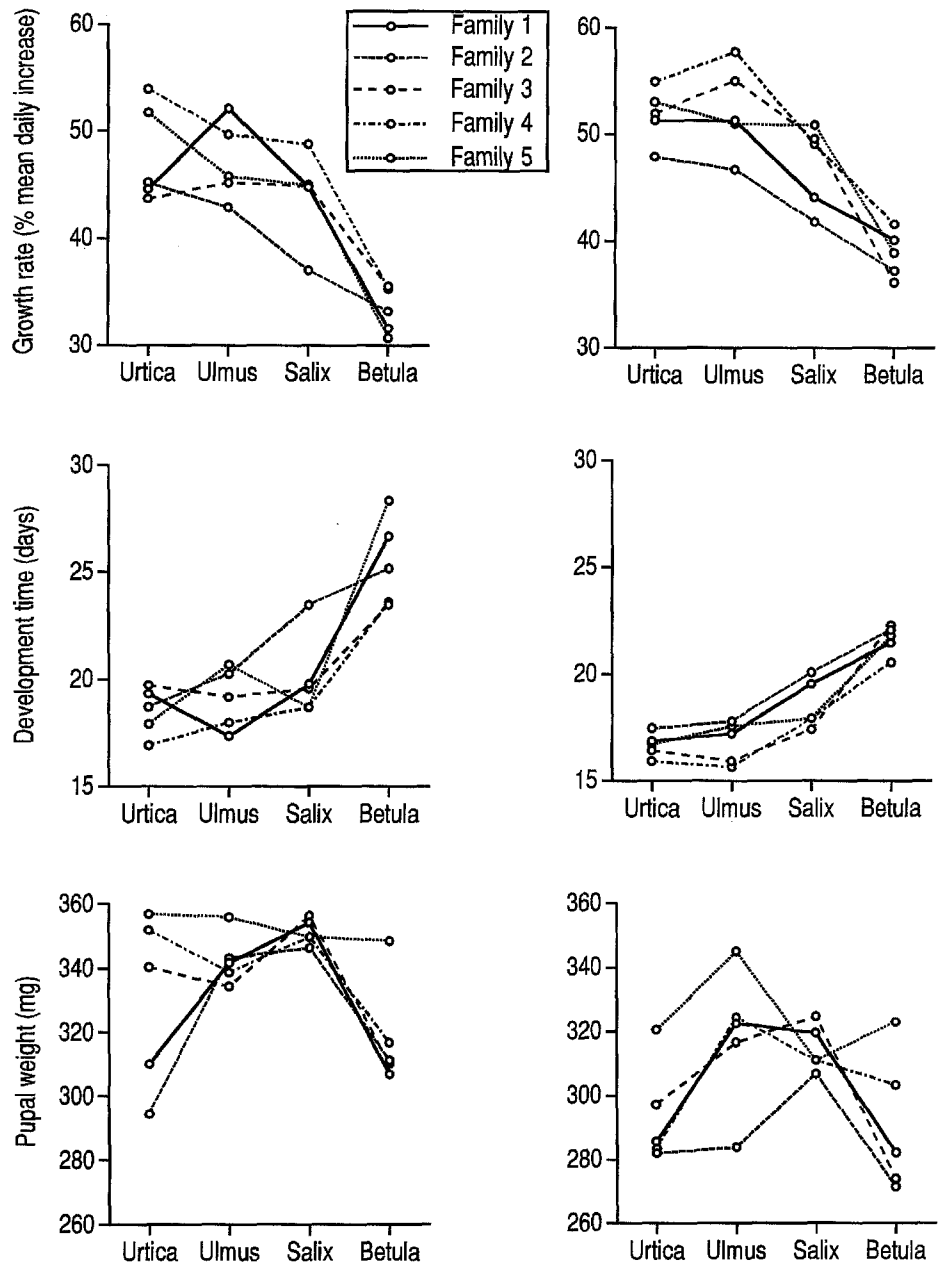 Growth rate (% mean daily increase)
60
50
40
30
Urtica Ulmus Salix Betula
Family 1
Family 2
Family 3
Family 4
Family 5
60
50
40
30
Urtica Ulmus Salix Betula
Development time (days)
30
25
20
15
Urtica Ulmus Salix Betula
30
25
20
15
Urtica Ulmus Salix Betula
Pupal weight (mg)
360
340
320
300
280
260
Urtica Ulmus Salix Betula
360
340
320
300
280
260
Urtica Ulmus Salix Betula